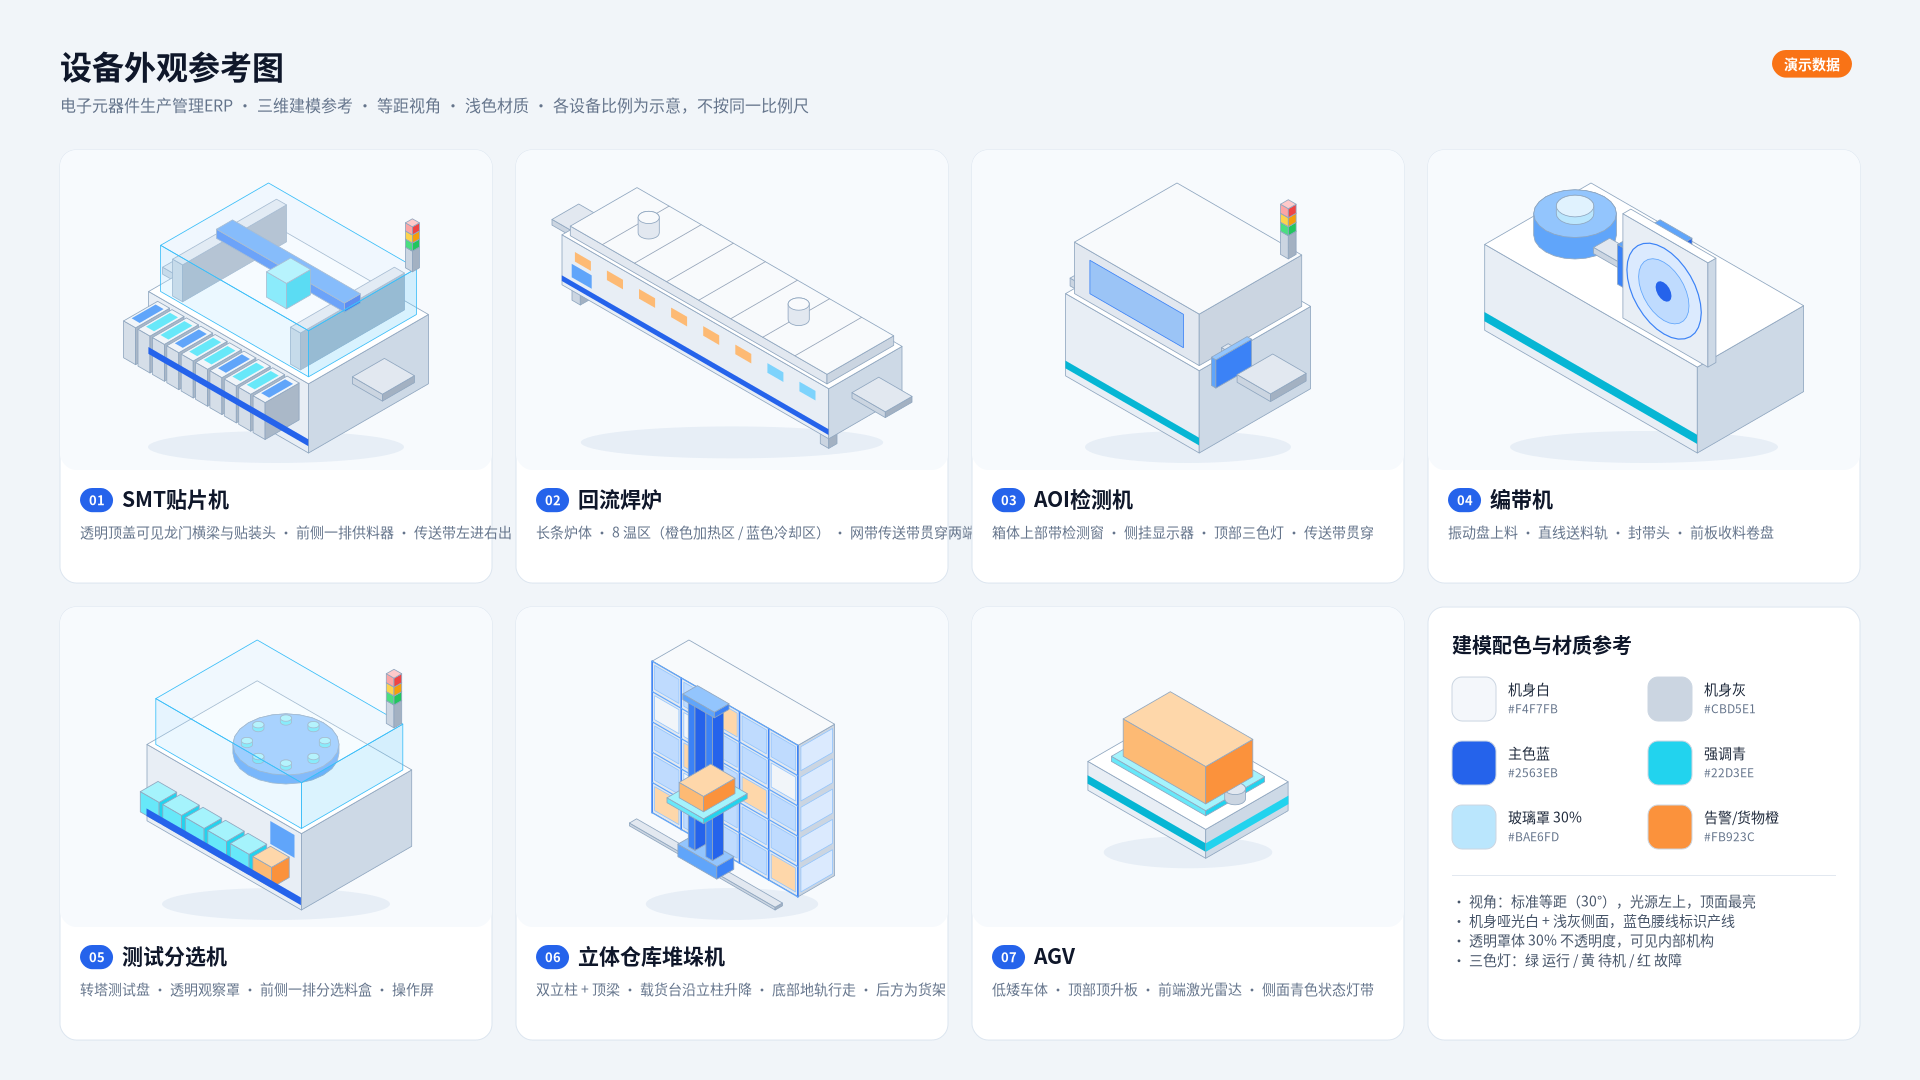 设备外观参考图
演示数据
电子元器件生产管理ERP · 三维建模参考 · 等距视角 · 浅色材质 · 各设备比例为示意，不按同一比例尺
01 SMT贴片机
透明顶盖可见龙门横梁与贴装头 · 前侧一排供料器 · 传送带左进右出
02 回流焊炉
长条炉体 · 8 温区（橙色加热区 / 蓝色冷却区） · 网带传送带贯穿两端
03 AOI检测机
箱体上部带检测窗 · 侧挂显示器 · 顶部三色灯 · 传送带贯穿
04 编带机
振动盘上料 · 直线送料轨 · 封带头 · 前板收料卷盘
05 测试分选机
转塔测试盘 · 透明观察罩 · 前侧一排分选料盒 · 操作屏
06 立体仓库堆垛机
双立柱 + 顶梁 · 载货台沿立柱升降 · 底部地轨行走 · 后方为货架
07 AGV
低矮车体 · 顶部顶升板 · 前端激光雷达 · 侧面青色状态灯带
建模配色与材质参考
机身白
#F4F7FB
机身灰
#CBD5E1
主色蓝
#2563EB
强调青
#22D3EE
玻璃罩 30%
#BAE6FD
告警/货物橙
#FB923C
· 视角：标准等距（30°），光源左上，顶面最亮
· 机身哑光白 + 浅灰侧面，蓝色腰线标识产线
· 透明罩体 30% 不透明度，可见内部机构
· 三色灯：绿 运行 / 黄 待机 / 红 故障